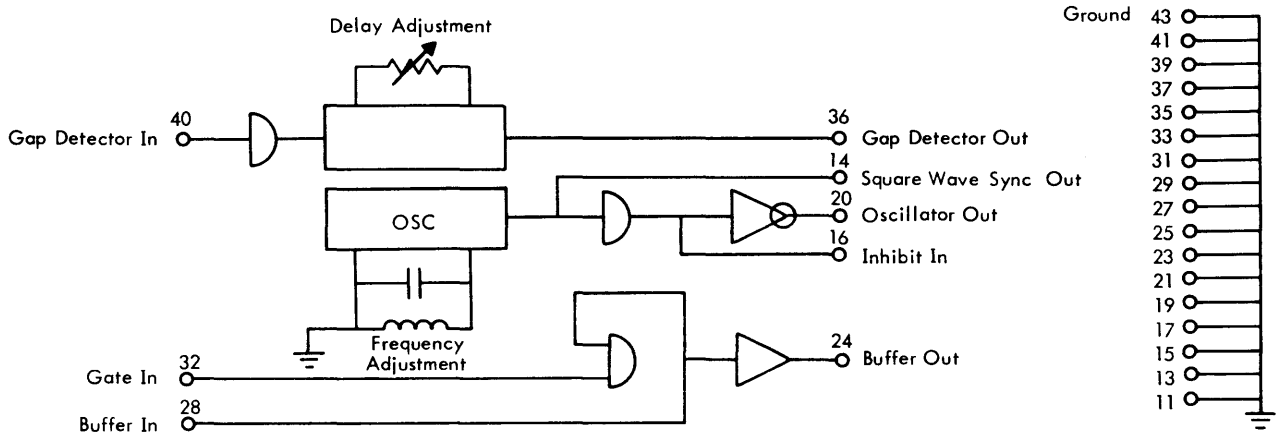 Delay Adjustment
40
Gap Detector In
36
Gap Detector Out
14
Square Wave Sync Out
OSC
20
Oscillator Out
16
Inhibit In
Frequency
Adjustment
32
Gate In
28
Buffer In
24
Buffer Out
Ground 43
41
39
37
35
33
31
29
27
25
23
21
19
17
15
13
11